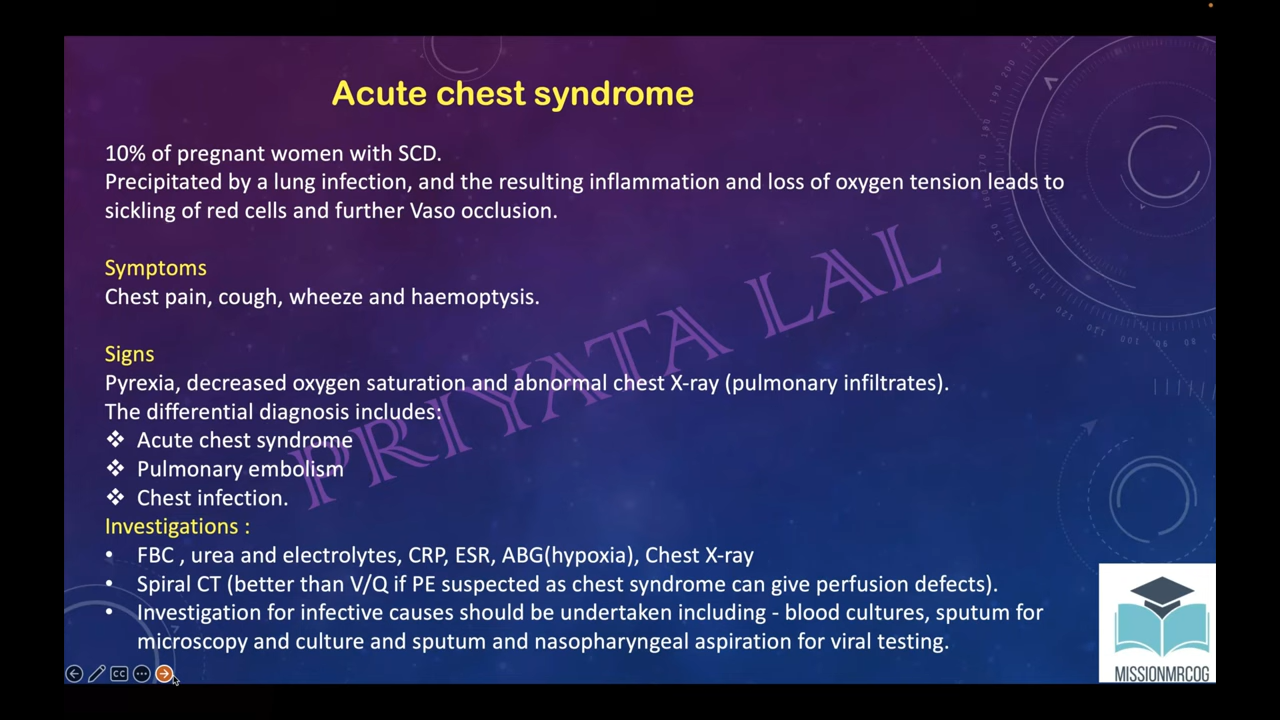 Acute chest syndrome
10% of pregnant women with SCD.
Precipitated by a lung infection, and the resulting inflammation and loss of oxygen tension leads to
sickling of red cells and further Vaso occlusion.
Symptoms
Chest pain, cough, wheeze and haemoptysis.
Signs
Pyrexia, decreased oxygen saturation and abnormal chest X-ray (pulmonary infiltrates).
The differential diagnosis includes:
❖ Acute chest syndrome
❖ Pulmonary embolism
❖ Chest infection.
Investigations :
• FBC , urea and electrolytes, CRP, ESR, ABG(hypoxia), Chest X-ray
• Spiral CT (better than V/Q if PE suspected as chest syndrome can give perfusion defects).
• Investigation for infective causes should be undertaken including - blood cultures, sputum for
microscopy and culture and sputum and nasopharyngeal aspiration for viral testing.
PRIYATA LAL
MISSIONMRCOG
CC